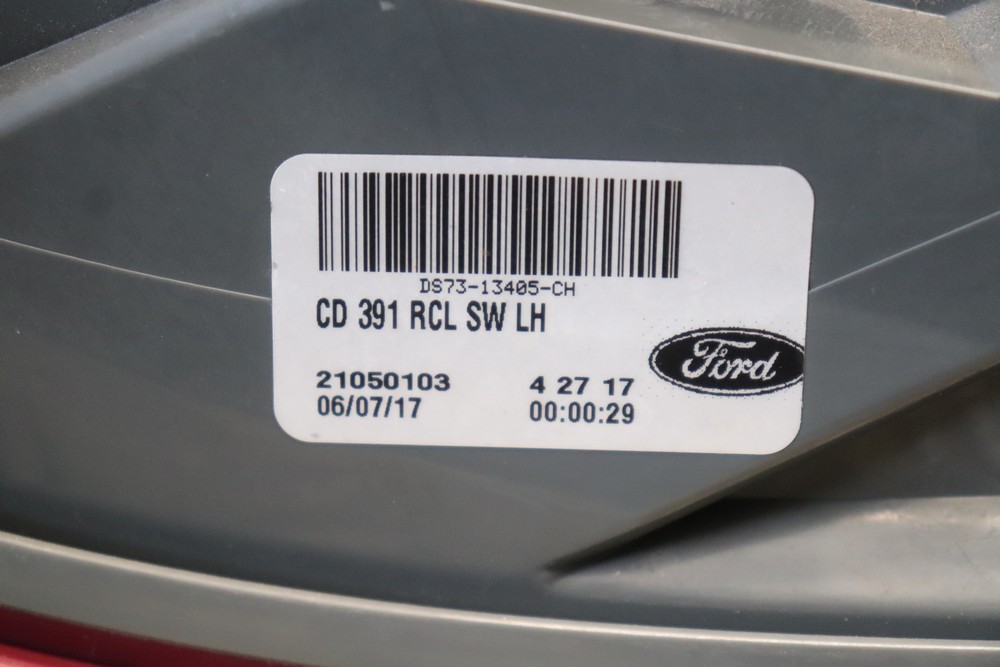 DS73-13405-CH
CD 391 RCL SW LH
21050103 4 27 17
06/07/17 00:00:29
Ford